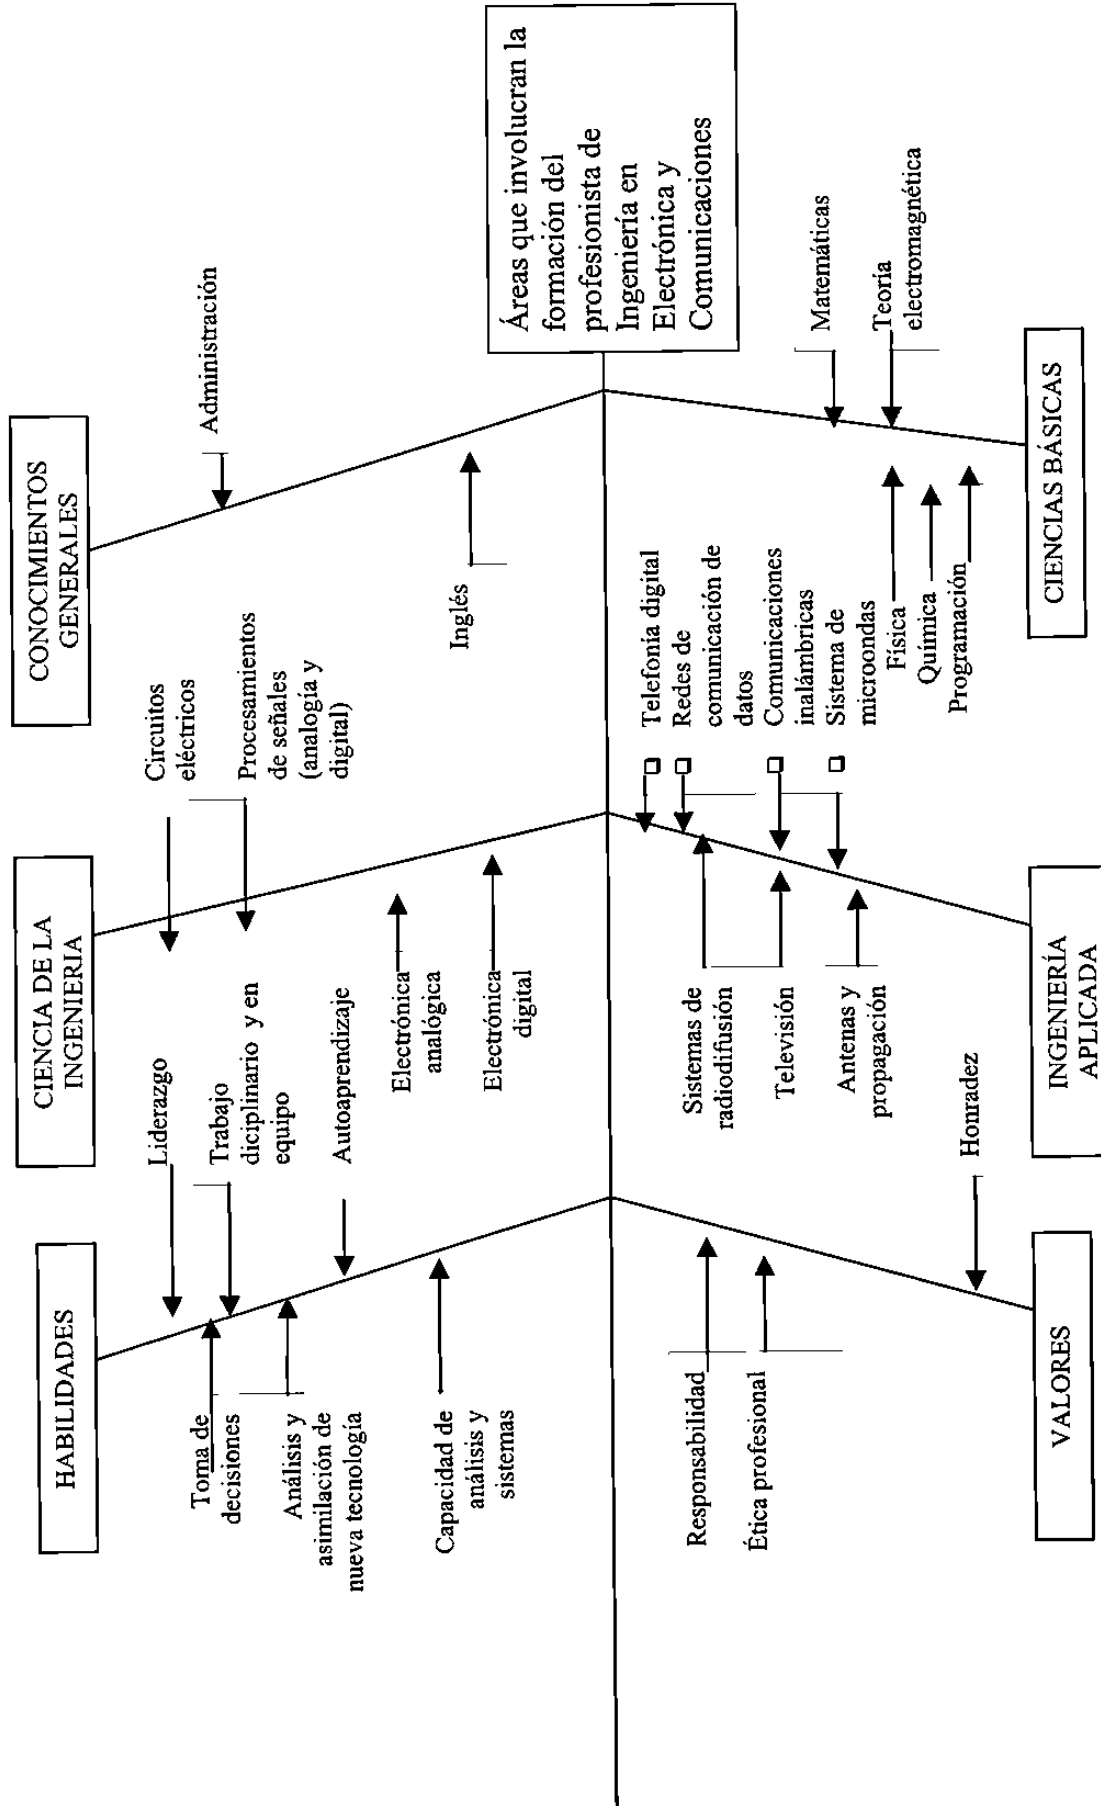 HABILIDADES
Liderazgo
Toma de
decisiones
Trabajo
diciplinario y en
equipo
Análisis y
asimilación de
nueva tecnología
Autoaprendizaje
Capacidad de
análisis y
sistemas
CIENCIA DE LA
INGENIERIA
Circuitos
eléctricos
Procesamientos
de señales
(analogía y
digital)
Electrónica
analógica
Electrónica
digital
CONOCIMIENTOS
GENERALES
Administración
Inglés
Áreas que involucran la
formación del
profesionista de
Ingeniería en
Electrónica y
Comunicaciones
Responsabilidad
Ética profesional
Honradez
VALORES
Telefonía digital
Redes de
comunicación de
datos
Comunicaciones
inalámbricas
Sistema de
microondas
Sistemas de
radiodifusión
Televisión
Antenas y
propagación
INGENIERÍA
APLICADA
Matemáticas
Teoría
electromagnética
Física
Química
Programación
CIENCIAS BÁSICAS